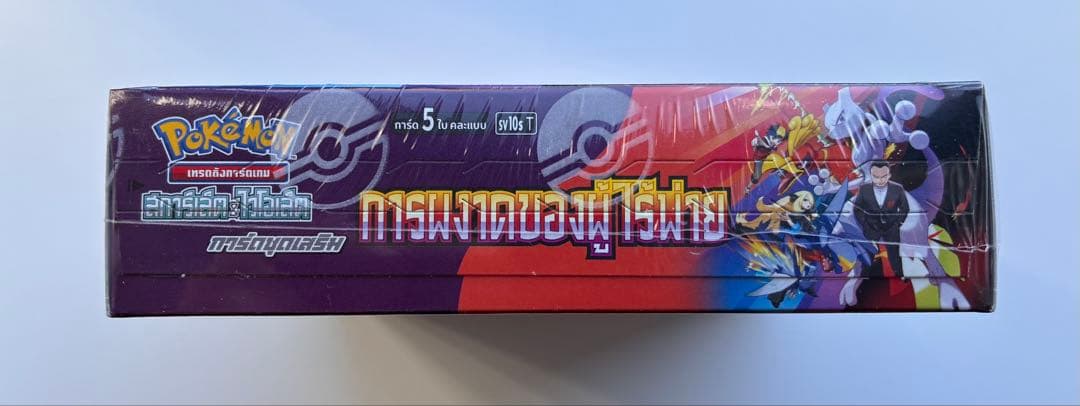 Pokémon
เทรดดิ้งการ์ดเกม
สการ์เล็ต & ไวโอเล็ต
การ์ดชุดเสริม
การ์ด 5 ใบ คละแบบ sv10s T
การผงาดของผู้ไร้พ่าย